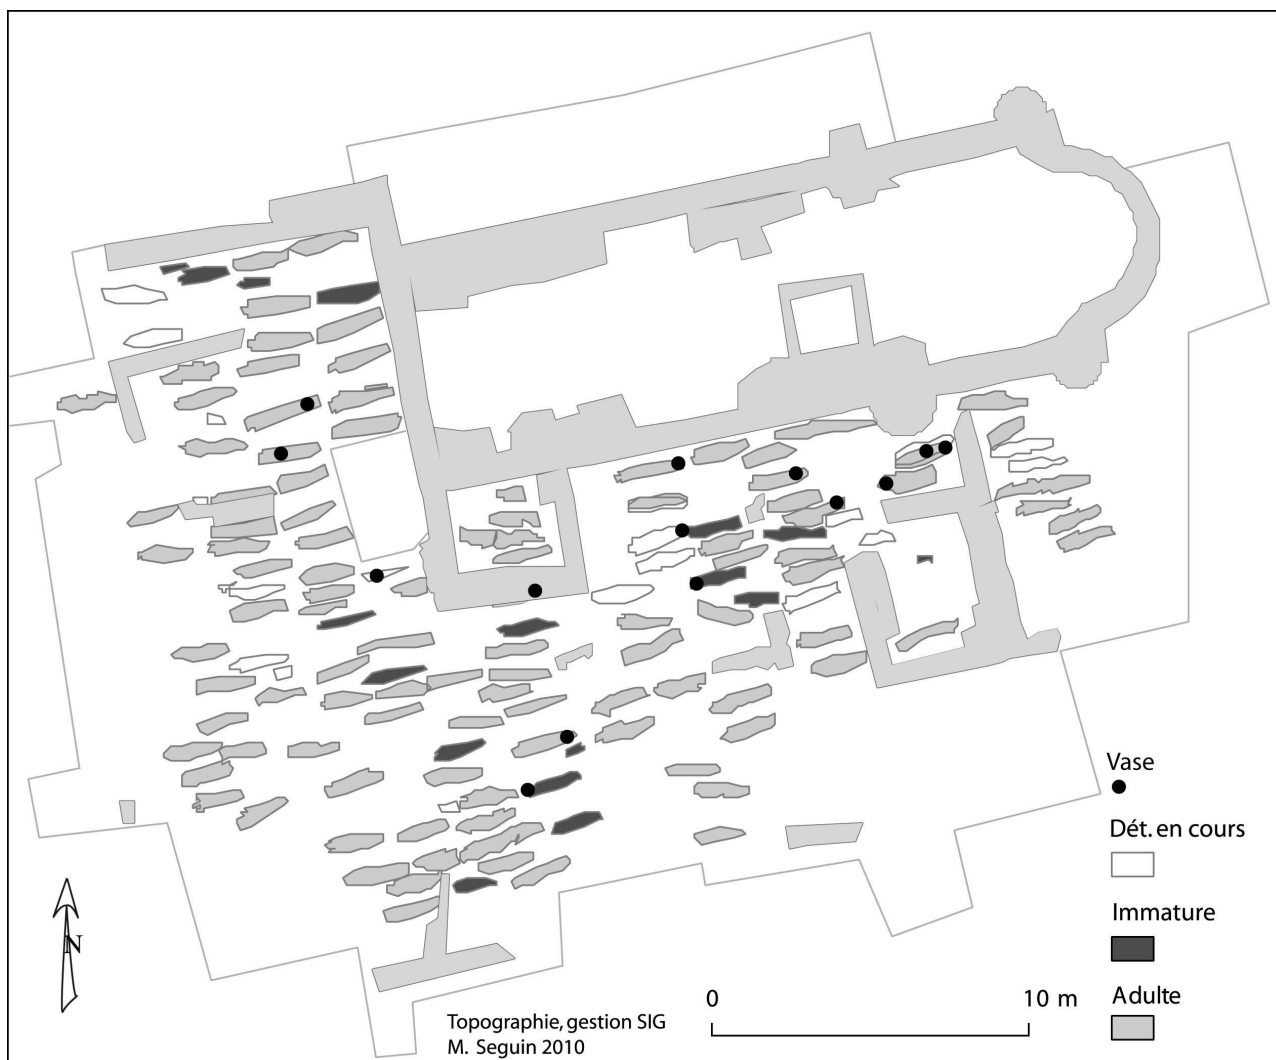 Vase
Dét. en cours
Immature
Adulte
N
0 10 m
Topographie, gestion SIG
M. Seguin 2010